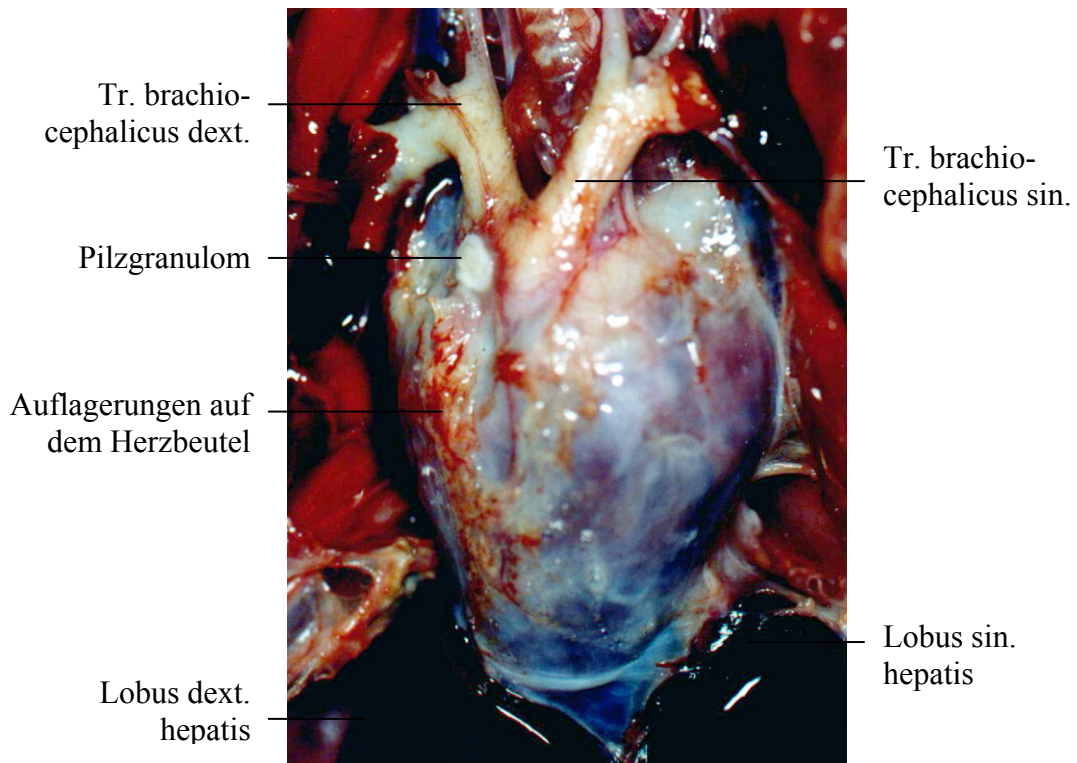 Tr. brachio-
cephalicus dext.
Pilzgranulom
Auflagerungen auf
dem Herzbeutel
Lobus dext.
hepatis
Tr. brachio-
cephalicus sin.
Lobus sin.
hepatis